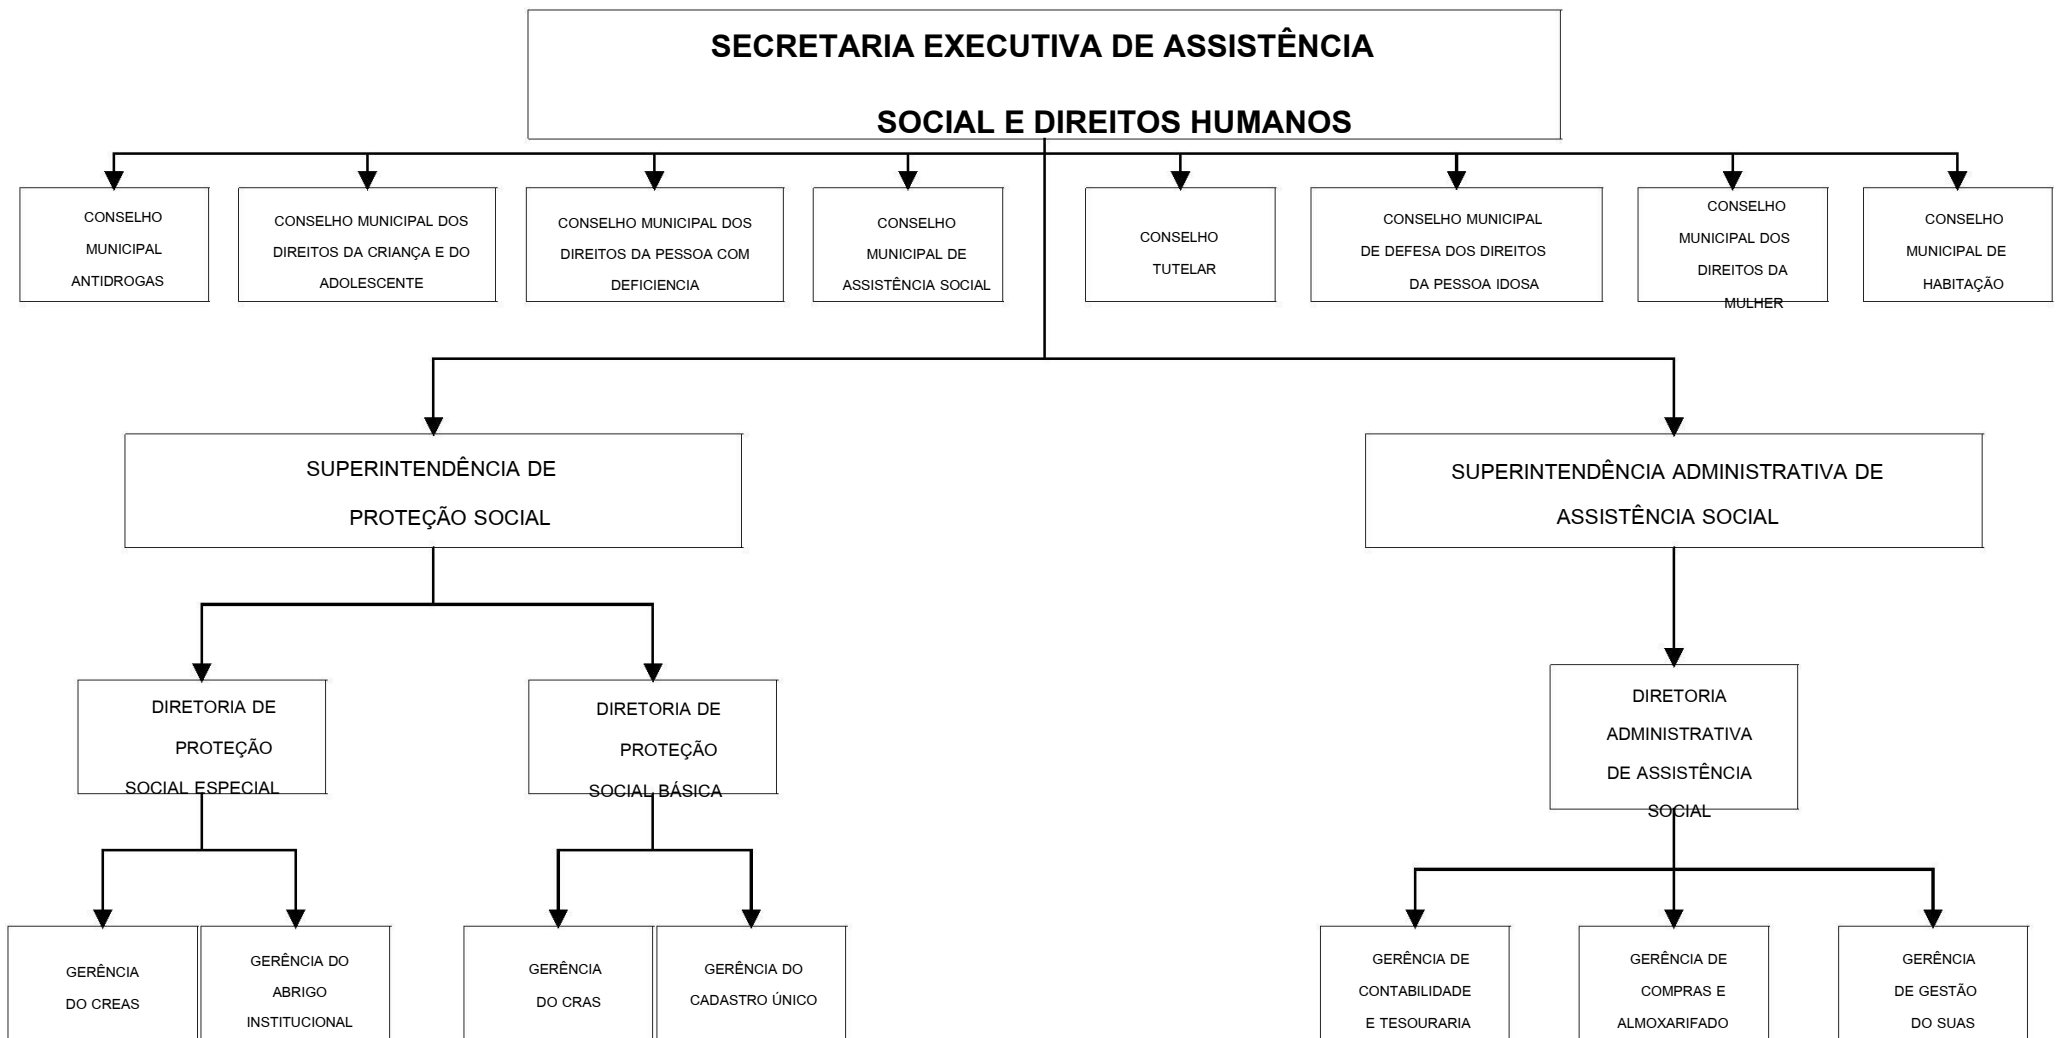 SECRETARIA EXECUTIVA DE ASSISTÊNCIA
SOCIAL E DIREITOS HUMANOS
CONSELHO
MUNICIPAL
ANTIDROGAS
CONSELHO MUNICIPAL DOS
DIREITOS DA CRIANÇA E DO
ADOLESCENTE
CONSELHO MUNICIPAL DOS
DIREITOS DA PESSOA COM
DEFICIENCIA
CONSELHO
MUNICIPAL DE
ASSISTÊNCIA SOCIAL
CONSELHO
TUTELAR
CONSELHO MUNICIPAL
DE DEFESA DOS DIREITOS
DA PESSOA IDOSA
CONSELHO
MUNICIPAL DOS
DIREITOS DA
MULHER
CONSELHO
MUNICIPAL DE
HABITAÇÃO
SUPERINTENDÊNCIA DE
PROTEÇÃO SOCIAL
SUPERINTENDÊNCIA ADMINISTRATIVA DE
ASSISTÊNCIA SOCIAL
DIRETORIA DE
PROTEÇÃO
SOCIAL ESPECIAL
DIRETORIA DE
PROTEÇÃO
SOCIAL BÁSICA
DIRETORIA
ADMINISTRATIVA
DE ASSISTÊNCIA
SOCIAL
GERÊNCIA
DO CREAS
GERÊNCIA DO
ABRIGO
INSTITUCIONAL
GERÊNCIA
DO CRAS
GERÊNCIA DO
CADASTRO ÚNICO
GERÊNCIA DE
CONTABILIDADE
E TESOURARIA
GERÊNCIA DE
COMPRAS E
ALMOXARIFADO
GERÊNCIA
DE GESTÃO
DO SUAS